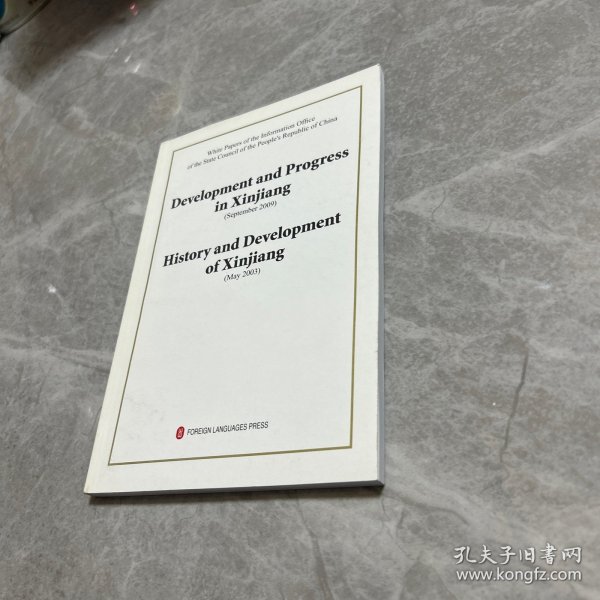 White Papers of the Information Office
of the State Council of the People's Republic of China
Development and Progress
in Xinjiang
(September 2009)
History and Development
of Xinjiang
(May 2003)
FOREIGN LANGUAGES PRESS
孔夫子旧书网
www.kongfz.com